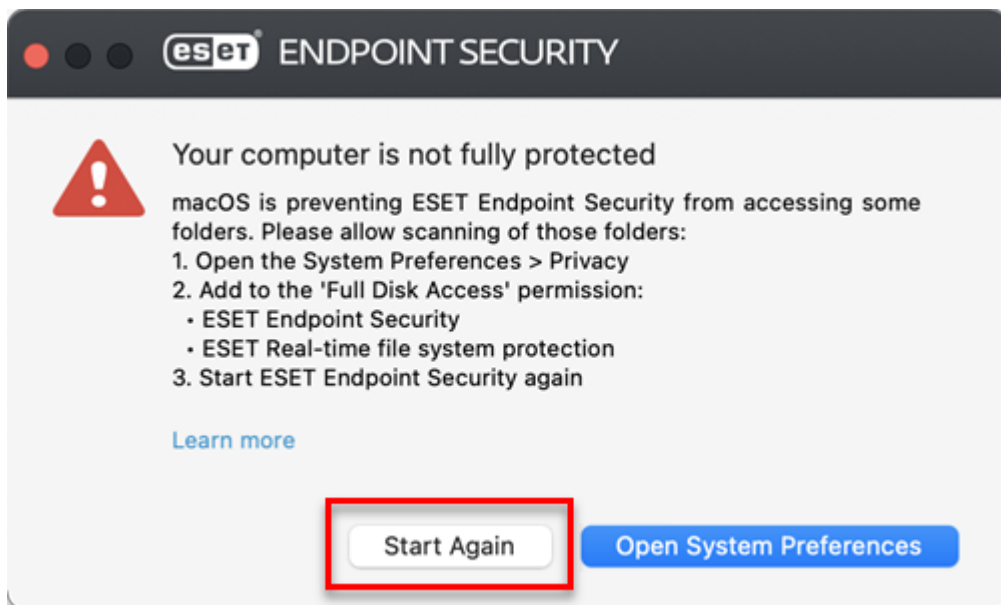 eset ENDPOINT SECURITY
Your computer is not fully protected
macOS is preventing ESET Endpoint Security from accessing some
folders. Please allow scanning of those folders:
1. Open the System Preferences > Privacy
2. Add to the 'Full Disk Access' permission:
• ESET Endpoint Security
• ESET Real-time file system protection
3. Start ESET Endpoint Security again
Learn more
Start Again
Open System Preferences